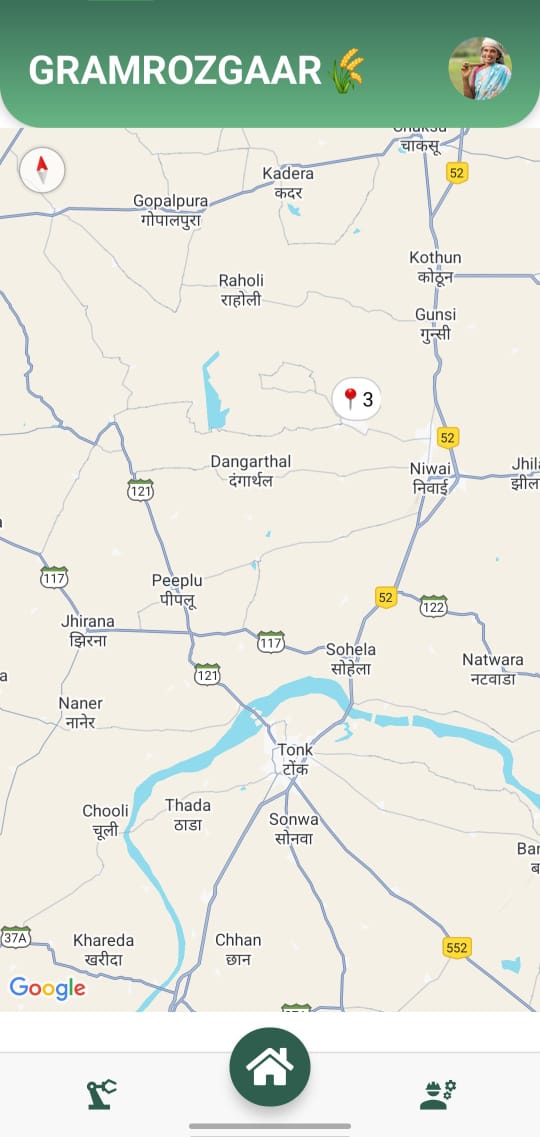 GRAMROZGAAR🌾
चाकसू
52
Kadera
कदर
Gopalpura
गोपालपुरा
Kothun
कोठून
Raholi
राहोली
Gunsi
गुन्सी
3
52
Dangarthal
दंगार्थल
Niwai
निवाई
121
117
Peeplu
पीपलू
52
122
Jhirana
झिरना
117
Sohela
सोहेला
Natwara
नटवाडा
121
Naner
नानेर
Tonk
टोंक
Chooli
चूली
Thada
ठाडा
Sonwa
सोनवा
37A
Khareda
खरीदा
Chhan
छान
552
Google